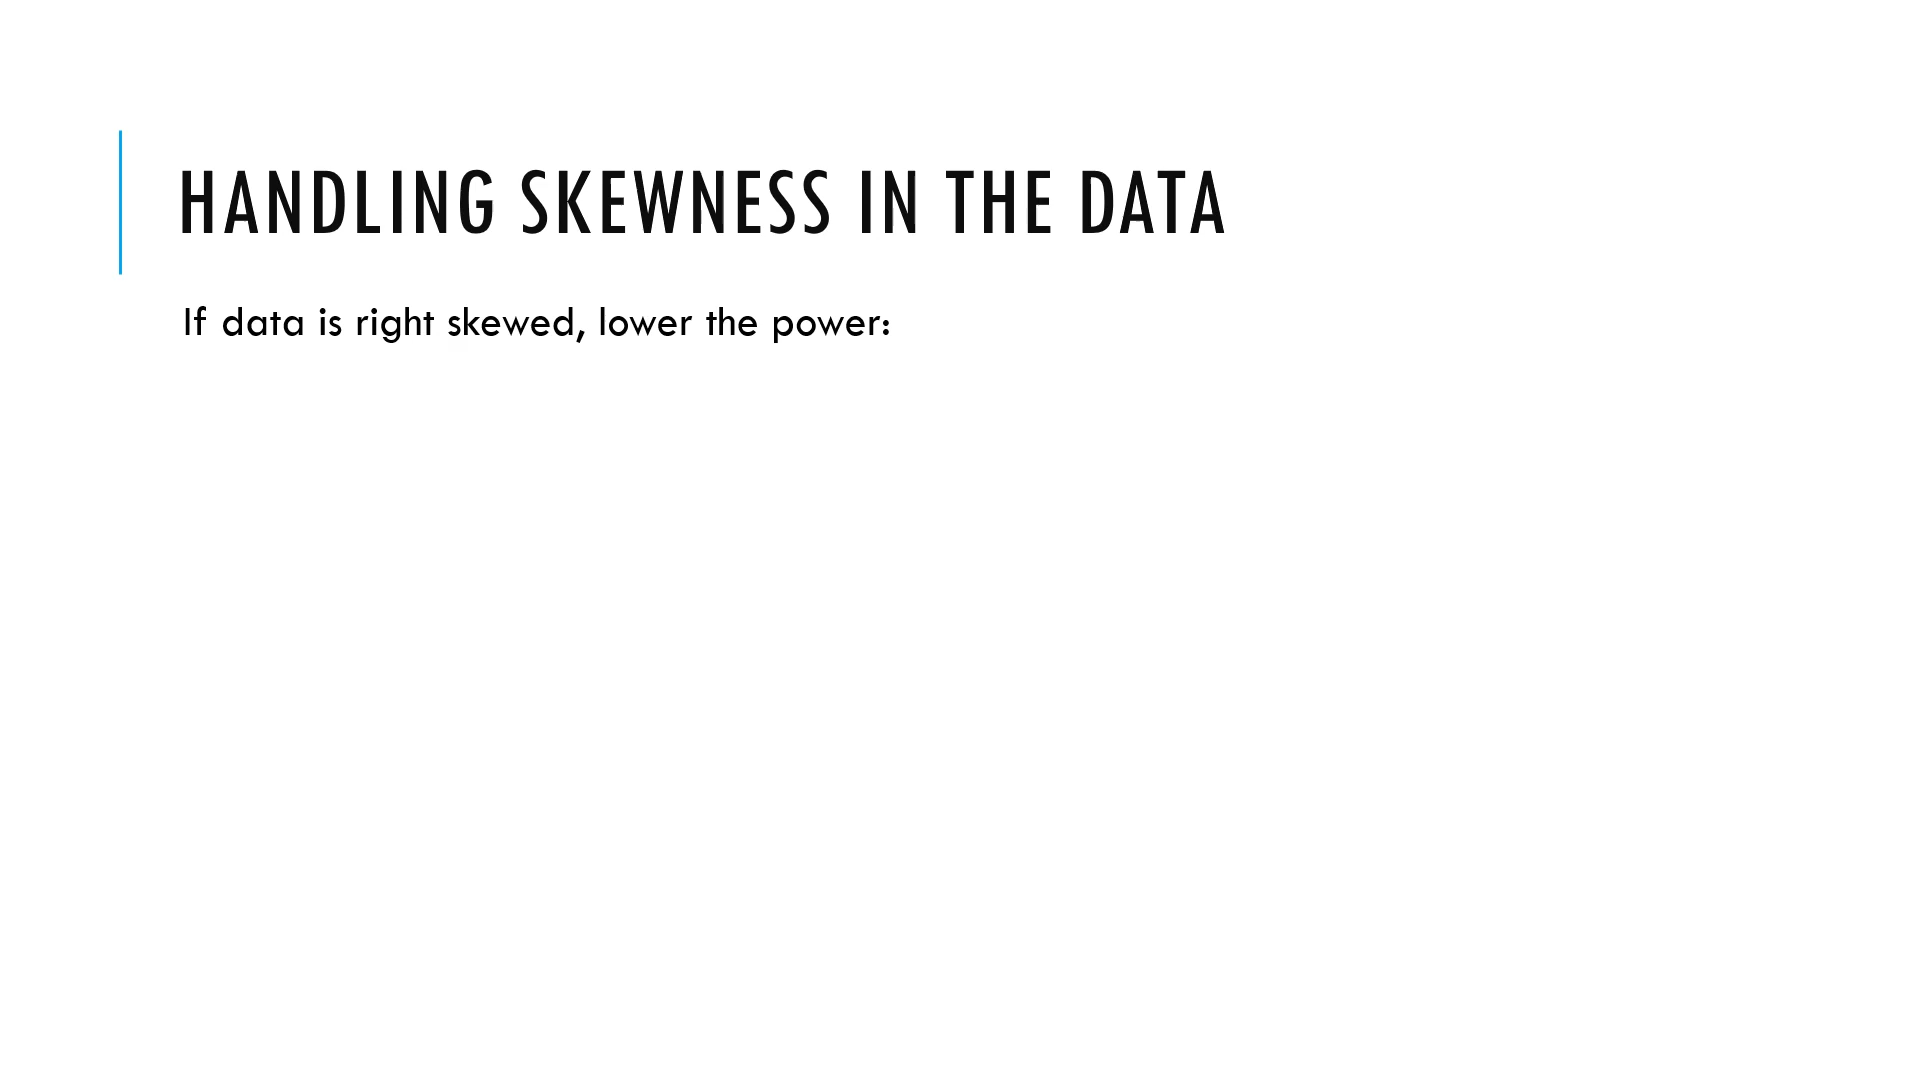 HANDLING SKEWNESS IN THE DATA
If data is right skewed, lower the power: